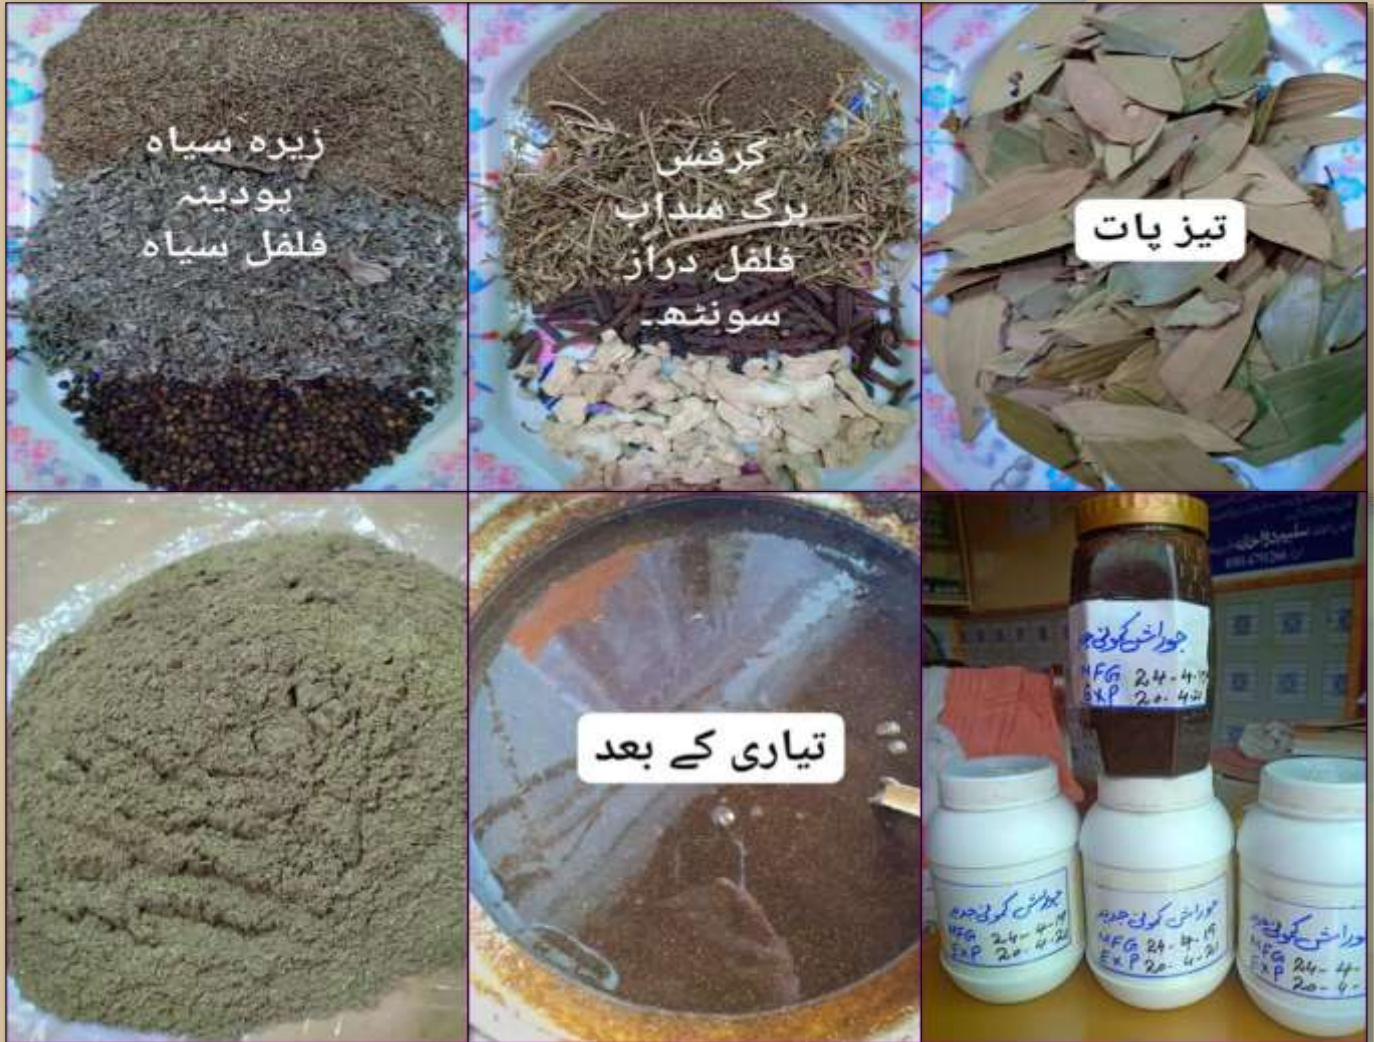 زیرہ سیاہ
پودینہ
فلفل سیاہ
کرفس
برگ سداب
فلفل دراز
سونٹھ۔
تیز پات
تیاری کے بعد
جوارش کمونی
MFG 24-4-19
EXP 20-4-21
جوارش کمونی جدید
MFG 24-4-19
EXP 20-4-21
جوارش کمونی جدید
MFG 24-4-19
EXP 20-4-21
جوارش کمونی
MFG 24-4-
20-4-